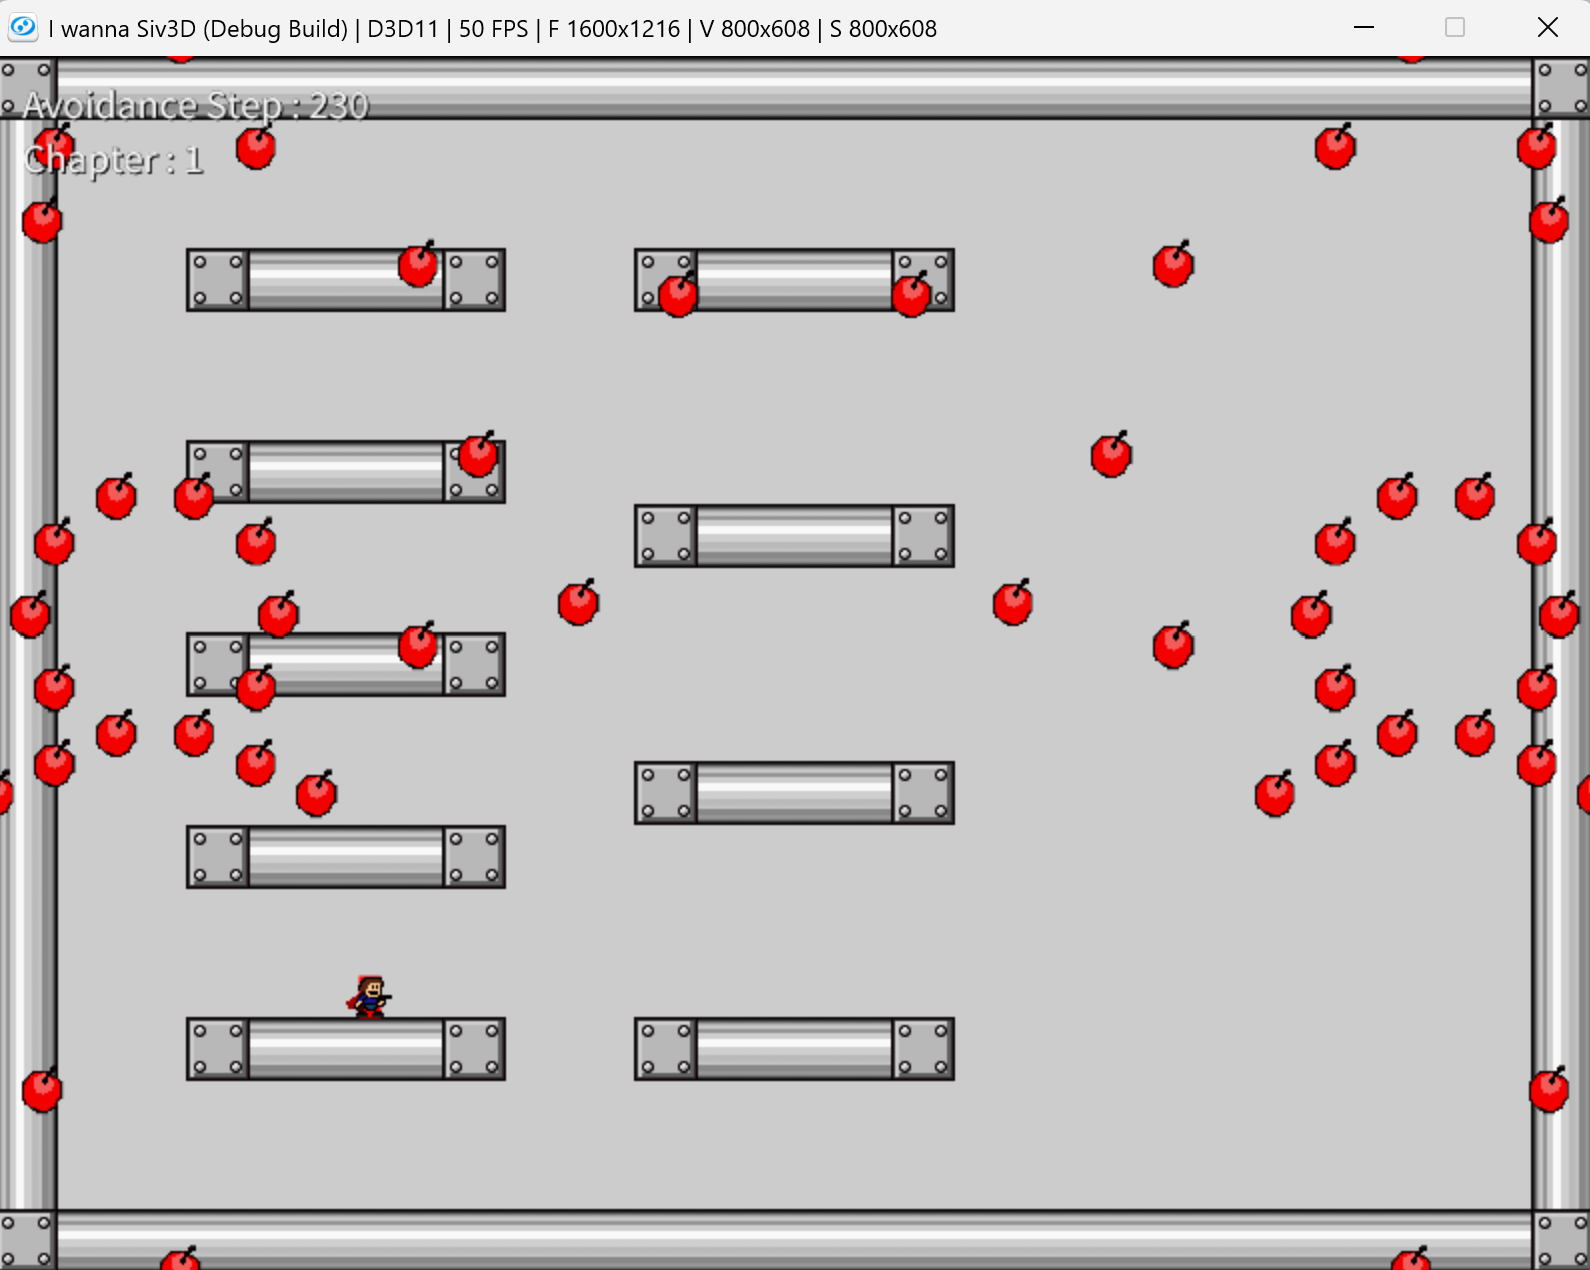 I wanna Siv3D (Debug Build) | D3D11 | 50 FPS | F 1600x1216 | V 800x608 | S 800x608
Avoidance Step : 230
Chapter : 1